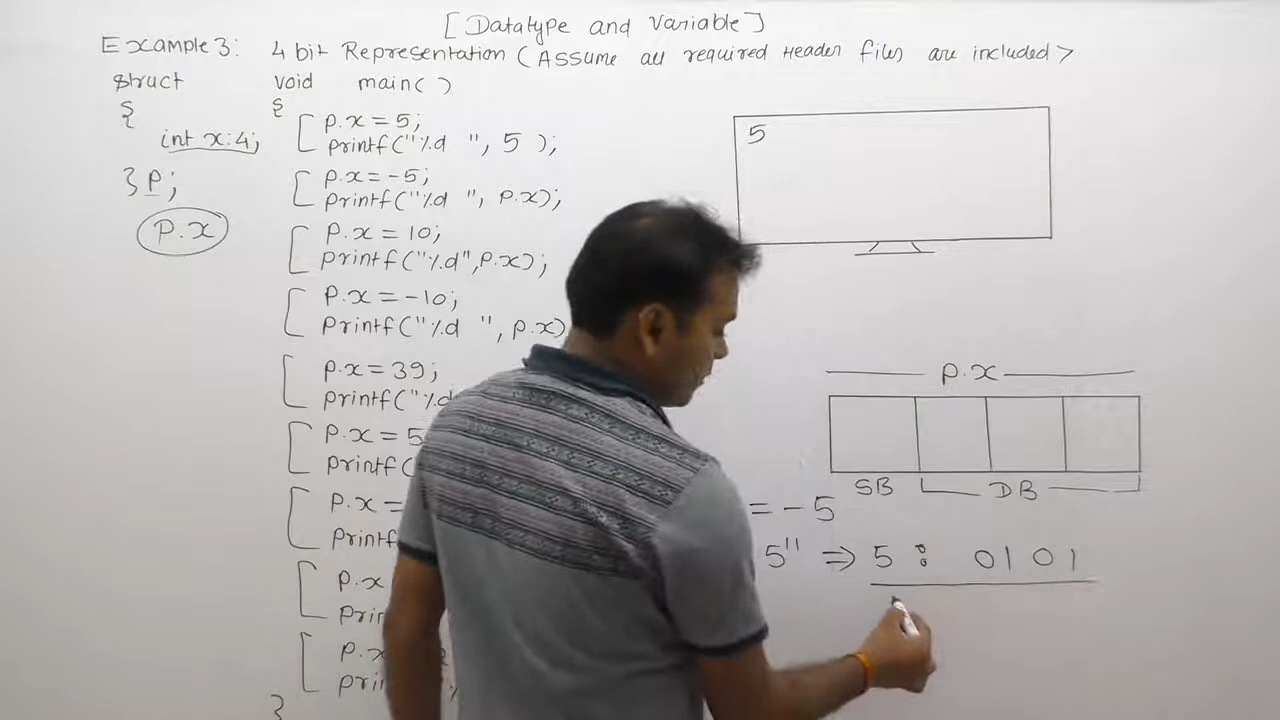 [Datatype and Variable]
Example 3: 4 bit Representation (Assume all required Header files are included)
struct void main()
{ {
int x:4; p.x = 5;
printf("%d ", 5 );
} p; p.x = -5;
printf("%d ", p.x);
p.x
p.x = 10;
printf("%d",p.x);
p.x = -10;
printf("%d ", p.x)
p.x = 39;
printf("%d
p.x = 5
printf(
p.x =
printf
p.x
prin
p.x
pri
}
5
p.x
SB DB
= -5
5" ⇒ 5 : 0101